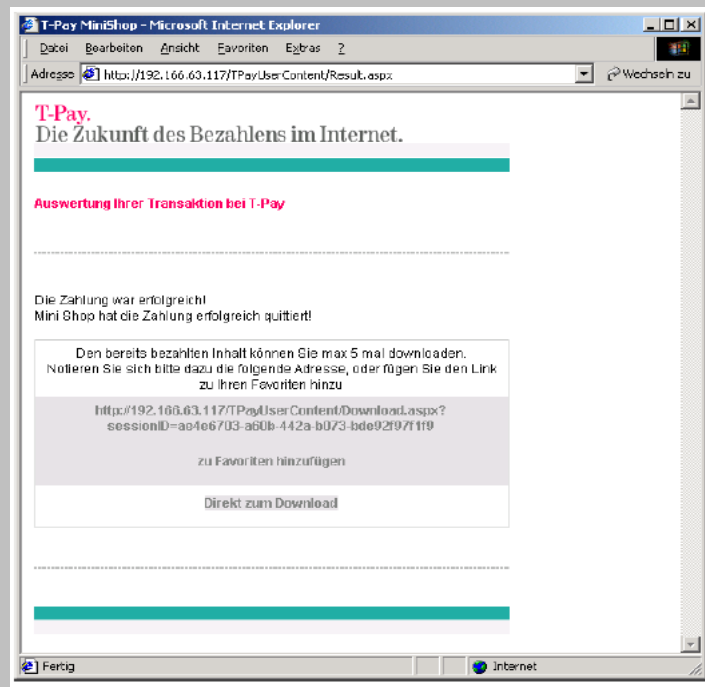 T-Pay MiniShop - Microsoft Internet Explorer
Datei Bearbeiten Ansicht Favoriten Extras ?
Adresse http://192.166.63.117/TPayUserContent/Result.aspx Wechseln zu
T-Pay.
Die Zukunft des Bezahlens im Internet.
Auswertung Ihrer Transaktion bei T-Pay
Die Zahlung war erfolgreich!
Mini Shop hat die Zahlung erfolgreich quittiert!
Den bereits bezahlten Inhalt können Sie max 5 mal downloaden.
Notieren Sie sich bitte dazu die folgende Adresse, oder fügen Sie den Link
zu Ihren Favoriten hinzu
http://192.166.63.117/TPayUserContent/Download.aspx?
sessionID=ae4e6703-a60b-442a-b073-bde92f97f1f9
zu Favoriten hinzufügen
Direkt zum Download
Fertig Internet